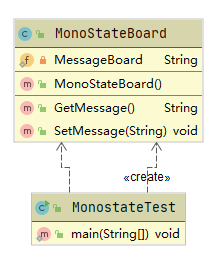 MonoStateBoard
MessageBoard String
MonoStateBoard()
GetMessage() String
SetMessage(String) void
«create»
MonostateTest
main(String[]) void